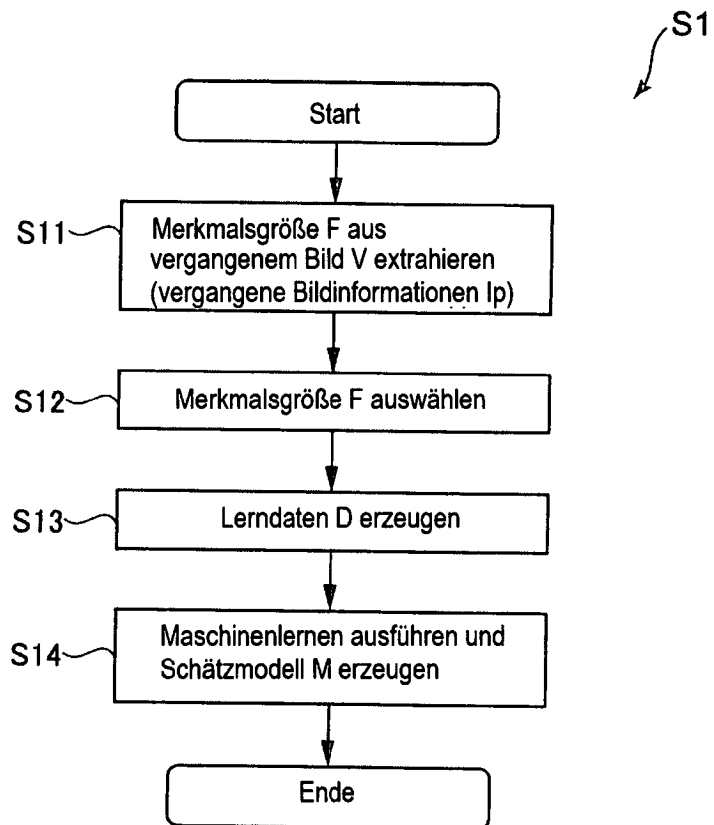 S1
Start
S11
Merkmalsgröße F aus
vergangenem Bild V extrahieren
(vergangene Bildinformationen Ip)
S12
Merkmalsgröße F auswählen
S13
Lerndaten D erzeugen
S14
Maschinenlernen ausführen und
Schätzmodell M erzeugen
Ende